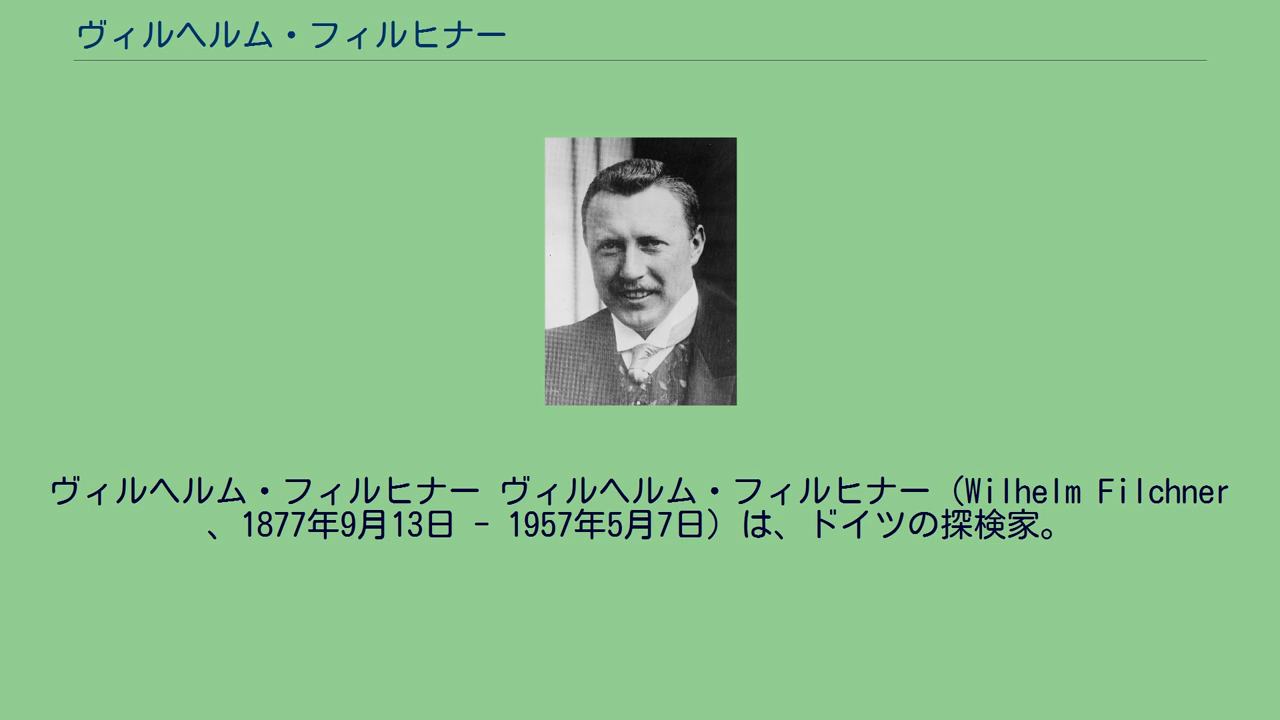 ヴィルヘルム・フィルヒナー
ヴィルヘルム・フィルヒナー ヴィルヘルム・フィルヒナー（Wilhelm Filchner
、1877年9月13日 - 1957年5月7日）は、ドイツの探検家。